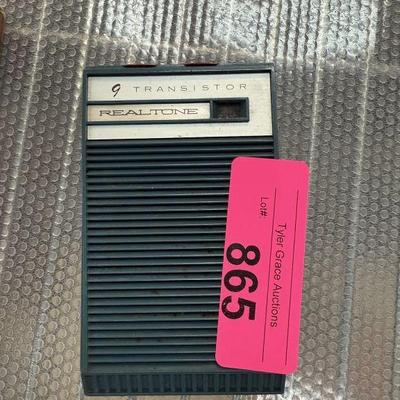 9 TRANSISTOR
REALTONE
Tyler Grace Auctions
Lot#:
865